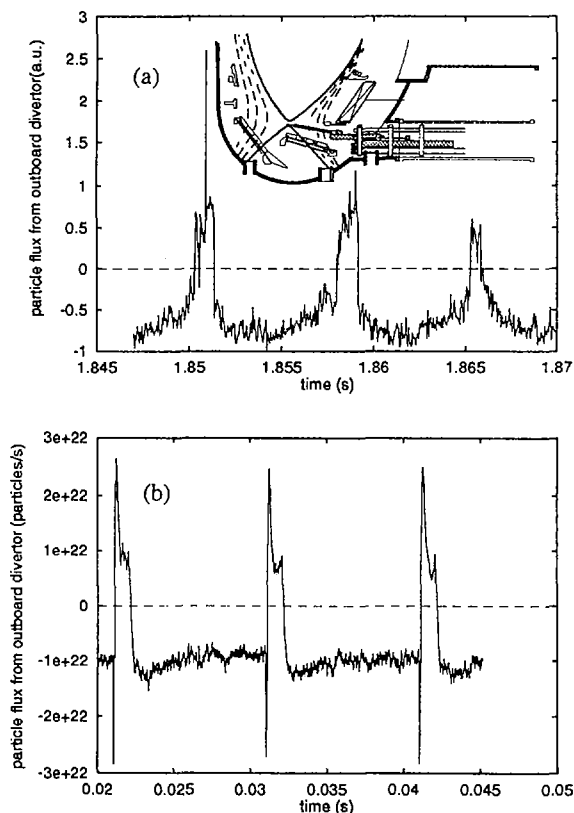 particle flux from outboard divertor(a.u.)
3
2.5
2
1.5
1
0.5
0
-0.5
-1
(a)
1.845 1.85 1.855 1.86 1.865 1.87
time (s)
particle flux from outboard divertor (particles/s)
3e+22
2e+22
1e+22
0
-1e+22
-2e+22
-3e+22
(b)
0.02 0.025 0.03 0.035 0.04 0.045 0.05
time (s)